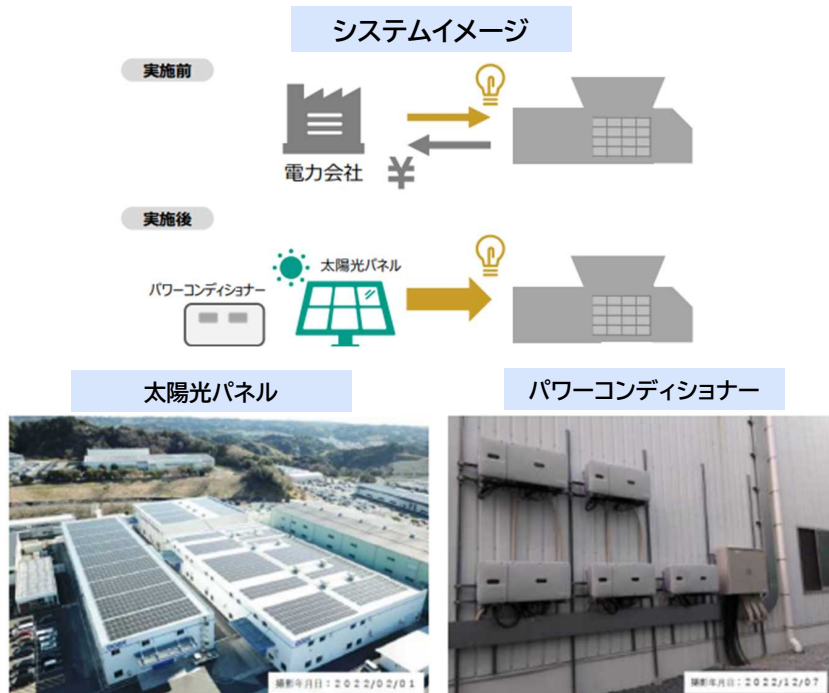 システムイメージ
実施前
電力会社
¥
実施後
太陽光パネル
パワーコンディショナー
太陽光パネル
パワーコンディショナー
撮影年月日：2022/02/01
撮影年月日：2022/12/07